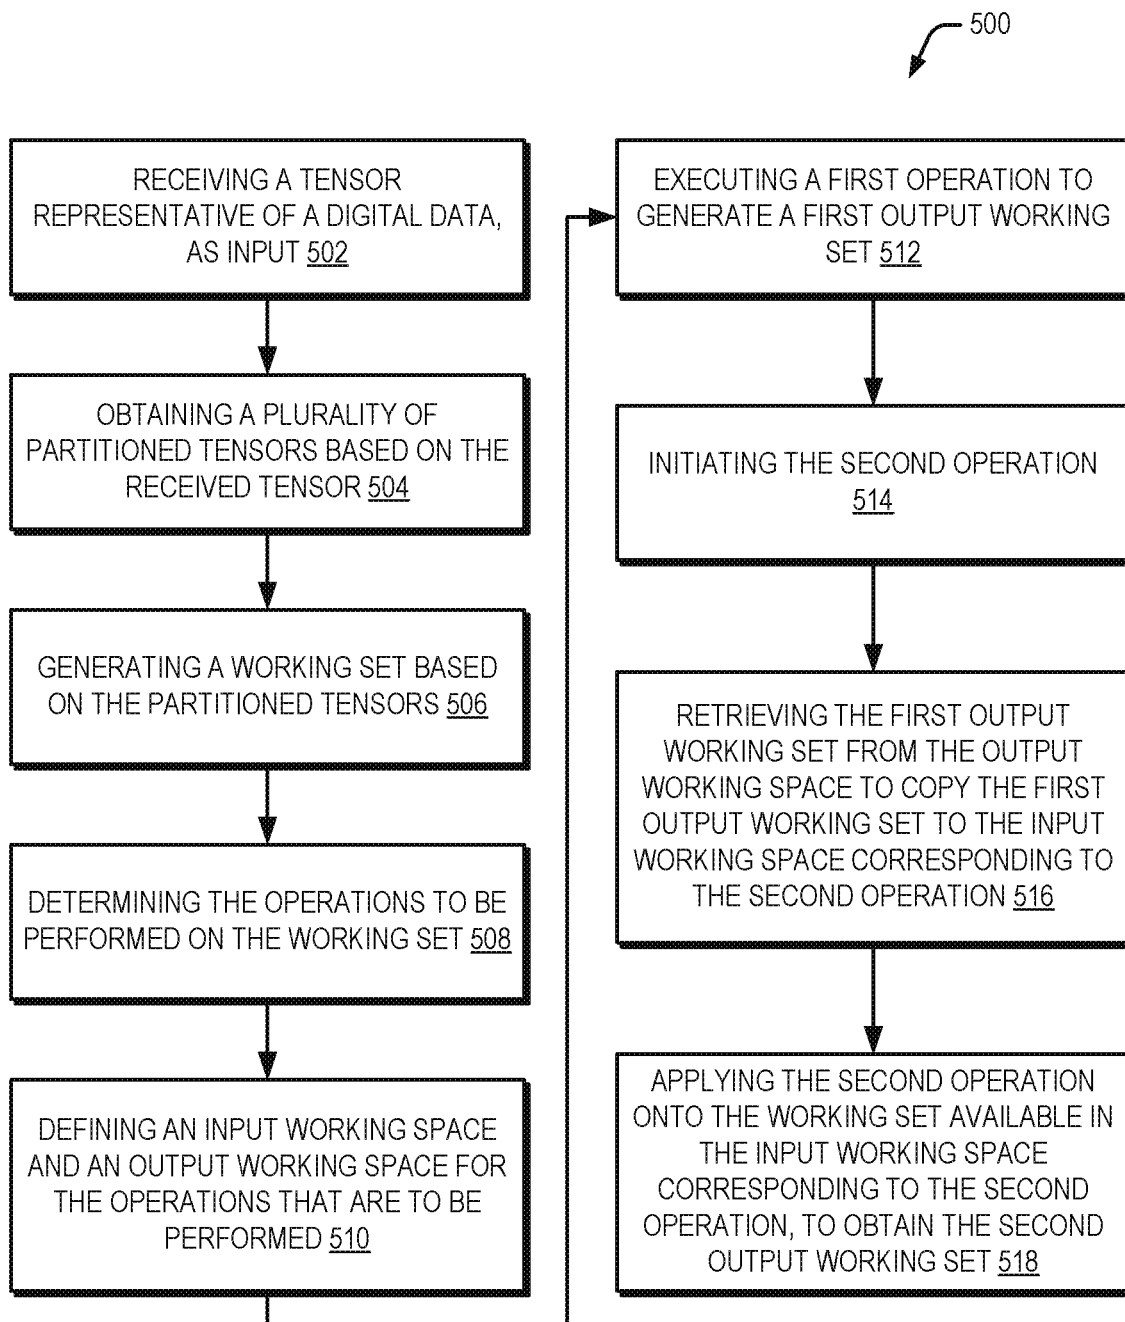 500
RECEIVING A TENSOR
REPRESENTATIVE OF A DIGITAL DATA,
AS INPUT 502
OBTAINING A PLURALITY OF
PARTITIONED TENSORS BASED ON THE
RECEIVED TENSOR 504
GENERATING A WORKING SET BASED
ON THE PARTITIONED TENSORS 506
DETERMINING THE OPERATIONS TO BE
PERFORMED ON THE WORKING SET 508
DEFINING AN INPUT WORKING SPACE
AND AN OUTPUT WORKING SPACE FOR
THE OPERATIONS THAT ARE TO BE
PERFORMED 510
EXECUTING A FIRST OPERATION TO
GENERATE A FIRST OUTPUT WORKING
SET 512
INITIATING THE SECOND OPERATION
514
RETRIEVING THE FIRST OUTPUT
WORKING SET FROM THE OUTPUT
WORKING SPACE TO COPY THE FIRST
OUTPUT WORKING SET TO THE INPUT
WORKING SPACE CORRESPONDING TO
THE SECOND OPERATION 516
APPLYING THE SECOND OPERATION
ONTO THE WORKING SET AVAILABLE IN
THE INPUT WORKING SPACE
CORRESPONDING TO THE SECOND
OPERATION, TO OBTAIN THE SECOND
OUTPUT WORKING SET 518